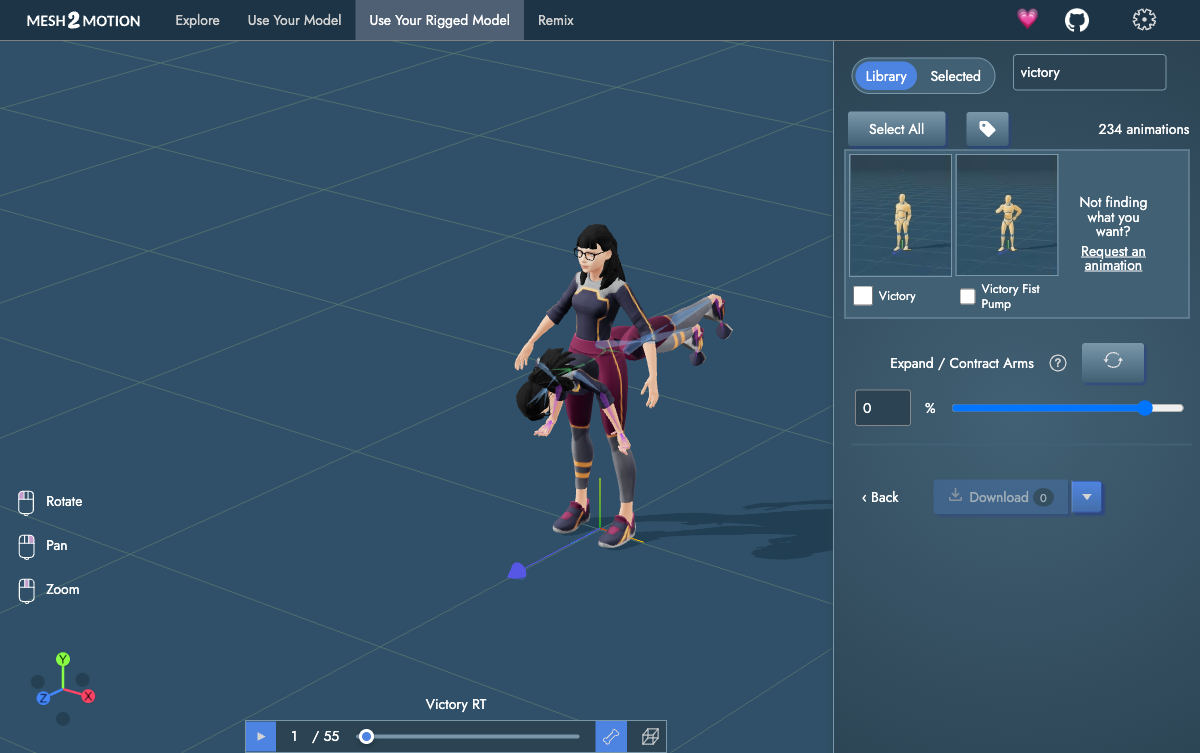 MESH2MOTION
Explore
Use Your Model
Use Your Rigged Model
Remix
Library
Selected
victory
Select All
234 animations
Not finding
what you
want?
Request an
animation
Victory
Victory Fist
Pump
Expand / Contract Arms
?
0
%
‹ Back
Download 0
Rotate
Pan
Zoom
Y
Z
X
Victory RT
1 / 55